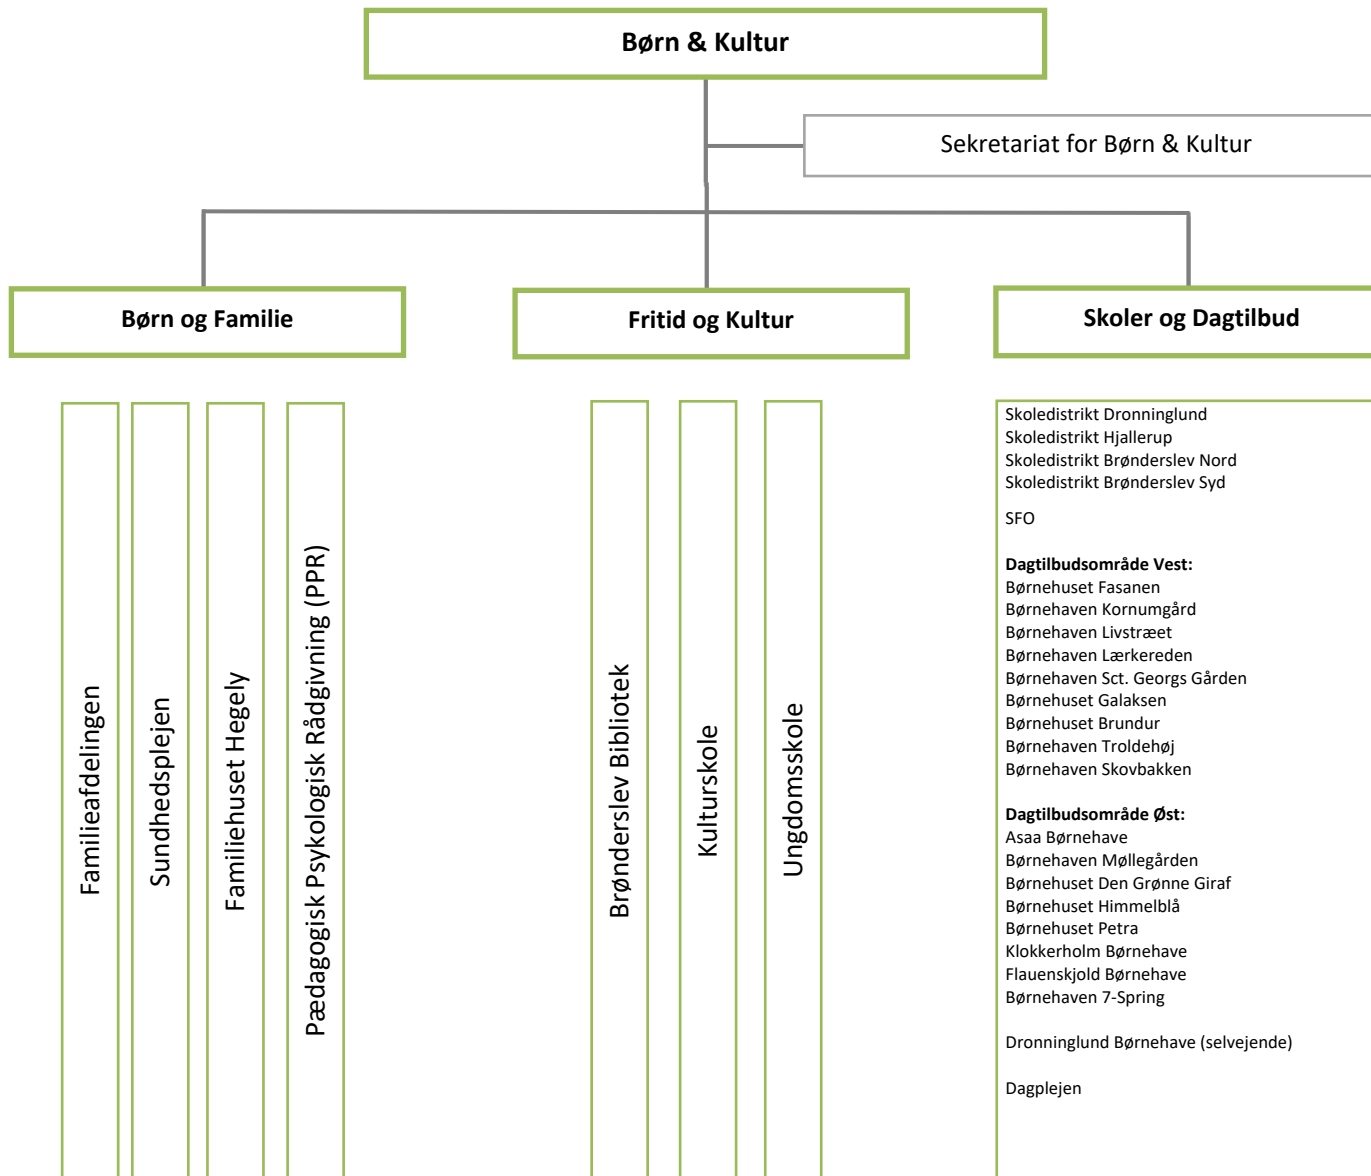 Børn & Kultur
Sekretariat for Børn & Kultur
Børn og Familie
Fritid og Kultur
Skoler og Dagtilbud
Familieafdelingen
Sundhedsplejen
Familiehuset Hegely
Pædagogisk Psykologisk Rådgivning (PPR)
Brønderslev Bibliotek
Kulturskole
Ungdomsskole
Skoledistrikt Dronninglund
Skoledistrikt Hjallerup
Skoledistrikt Brønderslev Nord
Skoledistrikt Brønderslev Syd
SFO
Dagtilbudsområde Vest:
Børnehuset Fasanen
Børnehaven Kornumgård
Børnehaven Livstræet
Børnehaven Lærkereden
Børnehaven Sct. Georgs Gården
Børnehuset Galaksen
Børnehuset Brundur
Børnehaven Troldehøj
Børnehaven Skovbakken
Dagtilbudsområde Øst:
Asaa Børnehave
Børnehaven Møllegården
Børnehuset Den Grønne Giraf
Børnehuset Himmelblå
Børnehuset Petra
Klokkerholm Børnehave
Flauenskjold Børnehave
Børnehaven 7-Spring
Dronninglund Børnehave (selvejende)
Dagplejen